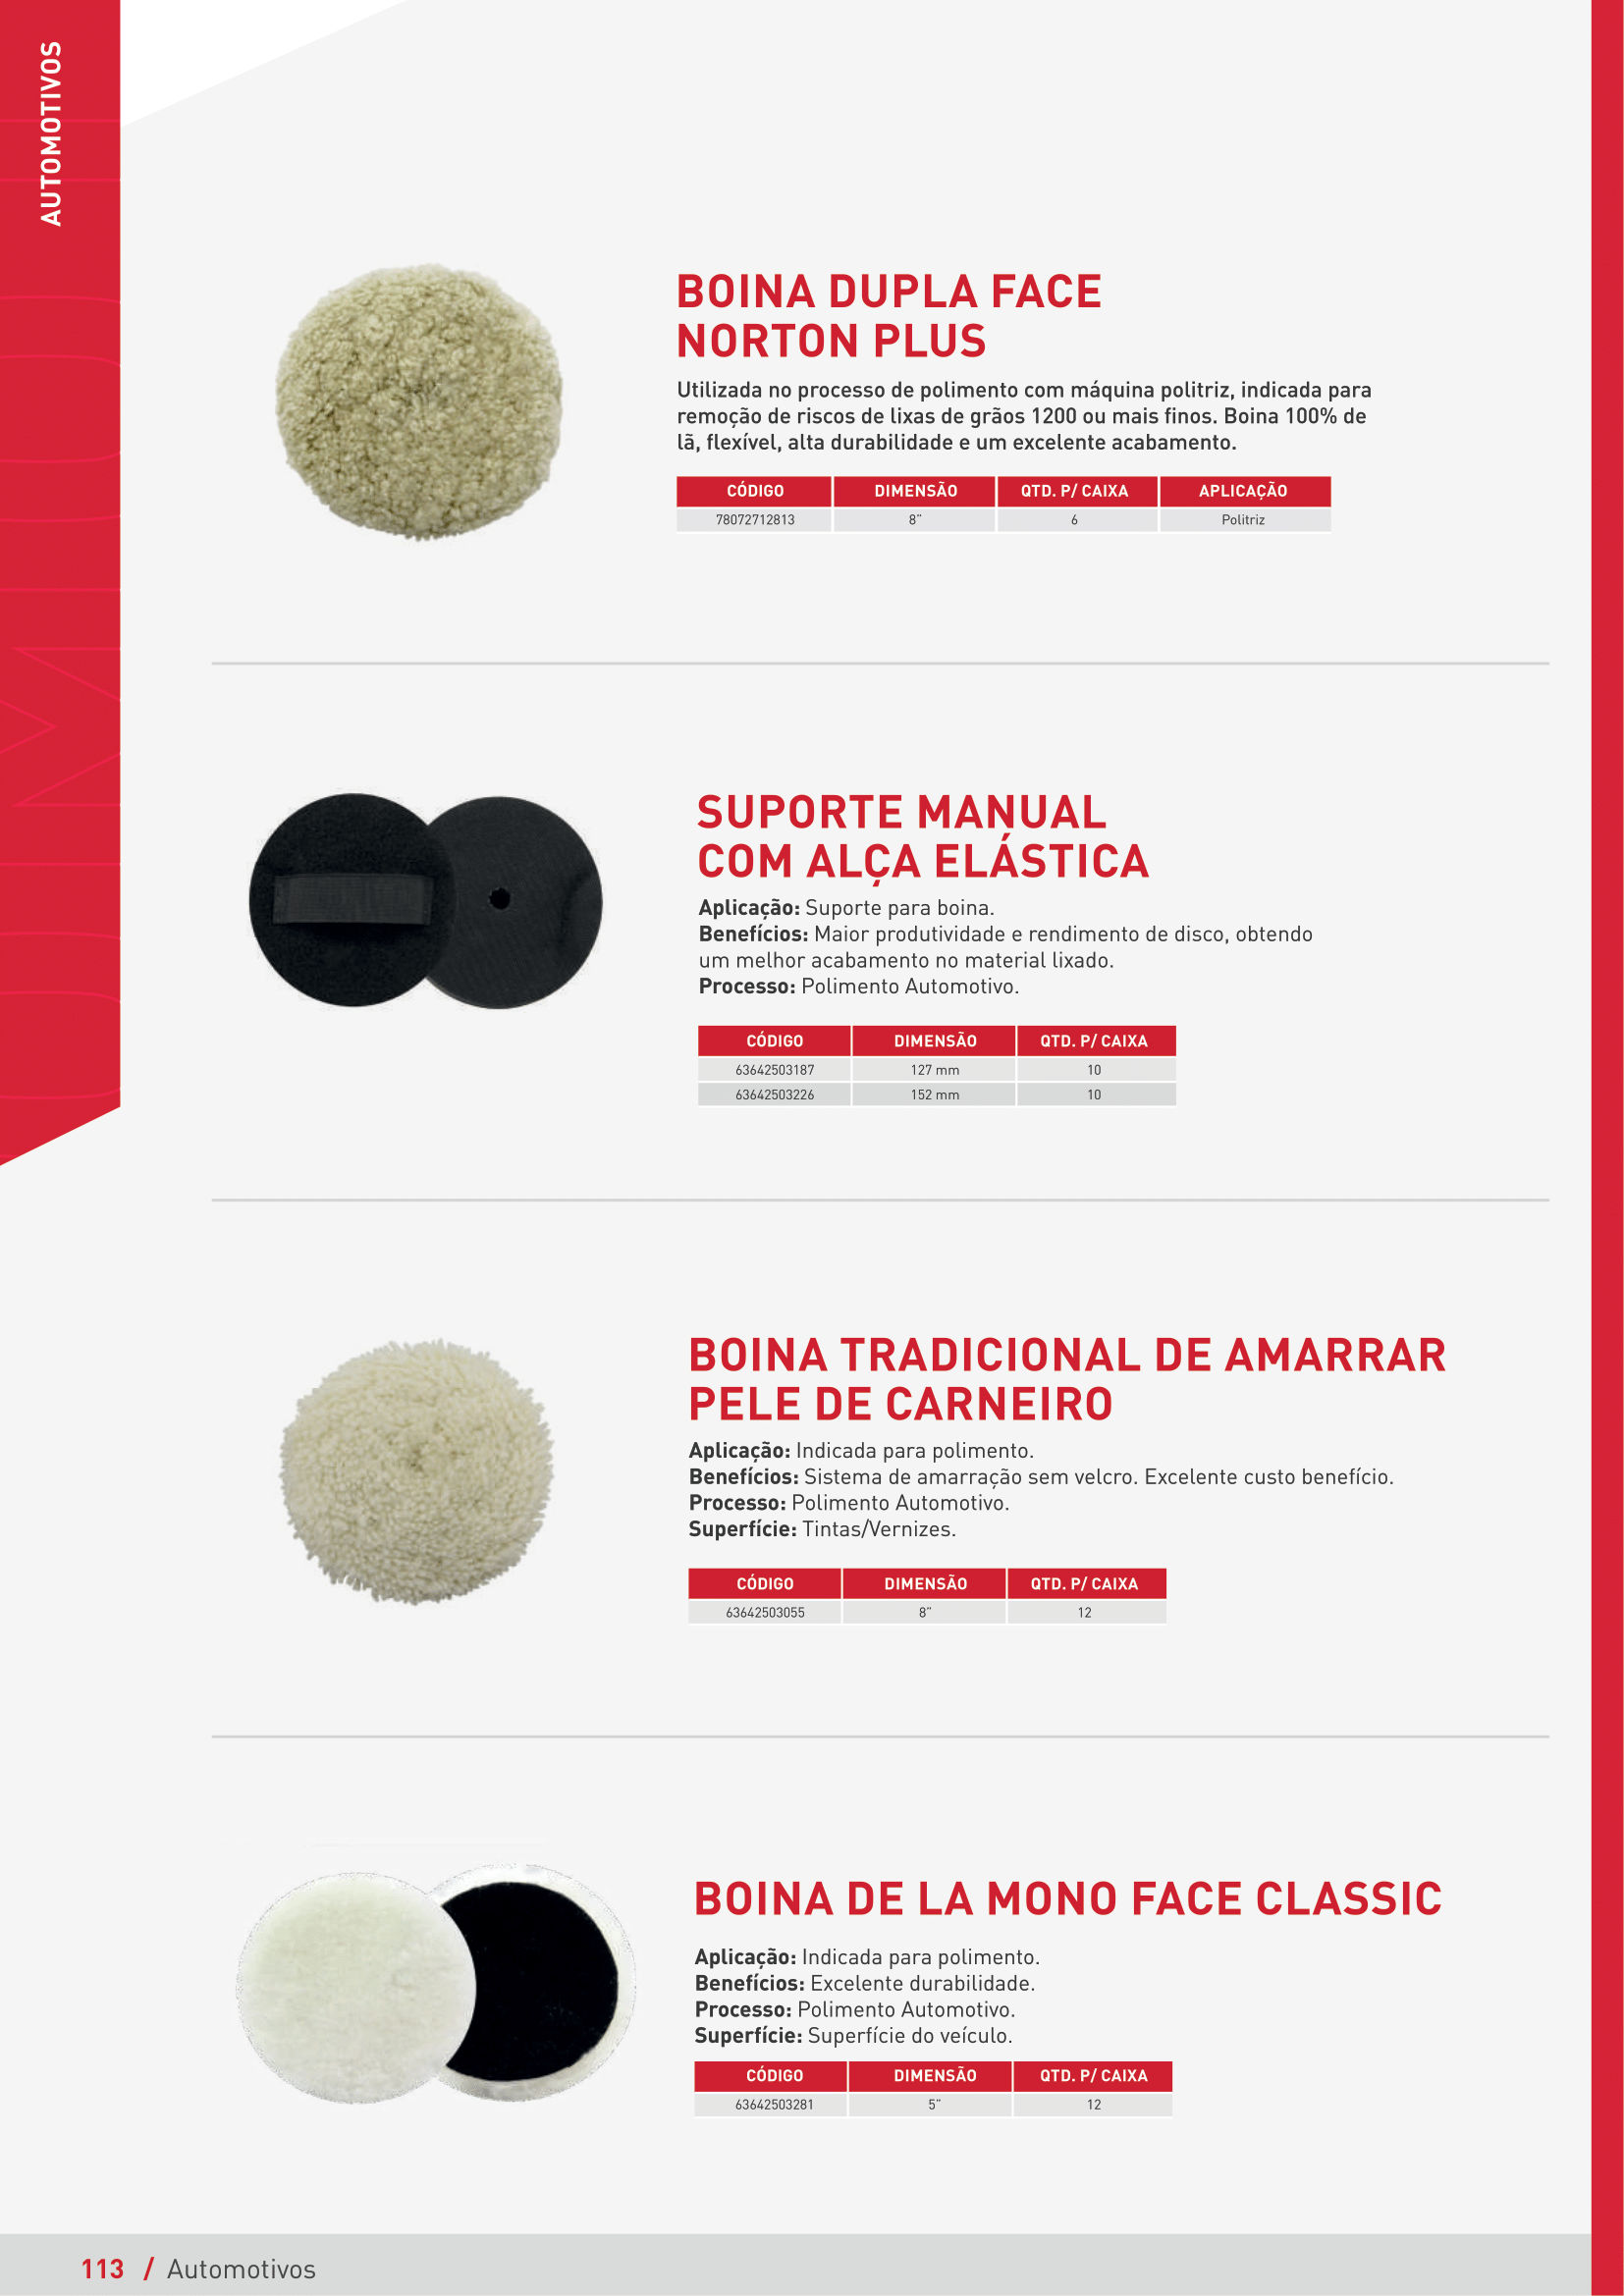 AUTOMOTIVOS
BOINA DUPLA FACE
NORTON PLUS
Utilizada no processo de polimento com máquina politriz, indicada para
remoção de riscos de lixas de grãos 1200 ou mais finos. Boina 100% de
lã, flexível, alta durabilidade e um excelente acabamento.
CÓDIGO DIMENSÃO QTD. P/ CAIXA APLICAÇÃO
78072712813 8” 6 Politriz
SUPORTE MANUAL
COM ALÇA ELÁSTICA
Aplicação: Suporte para boina.
Benefícios: Maior produtividade e rendimento de disco, obtendo
um melhor acabamento no material lixado.
Processo: Polimento Automotivo.
CÓDIGO DIMENSÃO QTD. P/ CAIXA
63642503187 127 mm 10
63642503226 152 mm 10
BOINA TRADICIONAL DE AMARRAR
PELE DE CARNEIRO
Aplicação: Indicada para polimento.
Benefícios: Sistema de amarração sem velcro. Excelente custo benefício.
Processo: Polimento Automotivo.
Superfície: Tintas/Vernizes.
CÓDIGO DIMENSÃO QTD. P/ CAIXA
63642503055 8” 12
BOINA DE LA MONO FACE CLASSIC
Aplicação: Indicada para polimento.
Benefícios: Excelente durabilidade.
Processo: Polimento Automotivo.
Superfície: Superfície do veículo.
CÓDIGO DIMENSÃO QTD. P/ CAIXA
63642503281 5” 12
113 / Automotivos